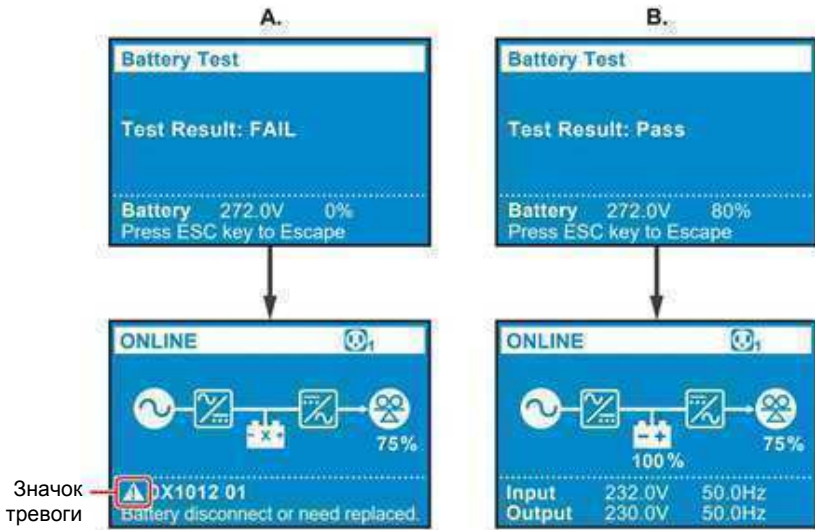 A.
Battery Test
Test Result: FAIL
Battery 272.0V 0%
Press ESC key to Escape
ONLINE
1
75%
0X1012 01
Battery disconnect or need replaced.
Значок
тревоги
B.
Battery Test
Test Result: Pass
Battery 272.0V 80%
Press ESC key to Escape
ONLINE
1
75%
100%
Input 232.0V 50.0Hz
Output 230.0V 50.0Hz